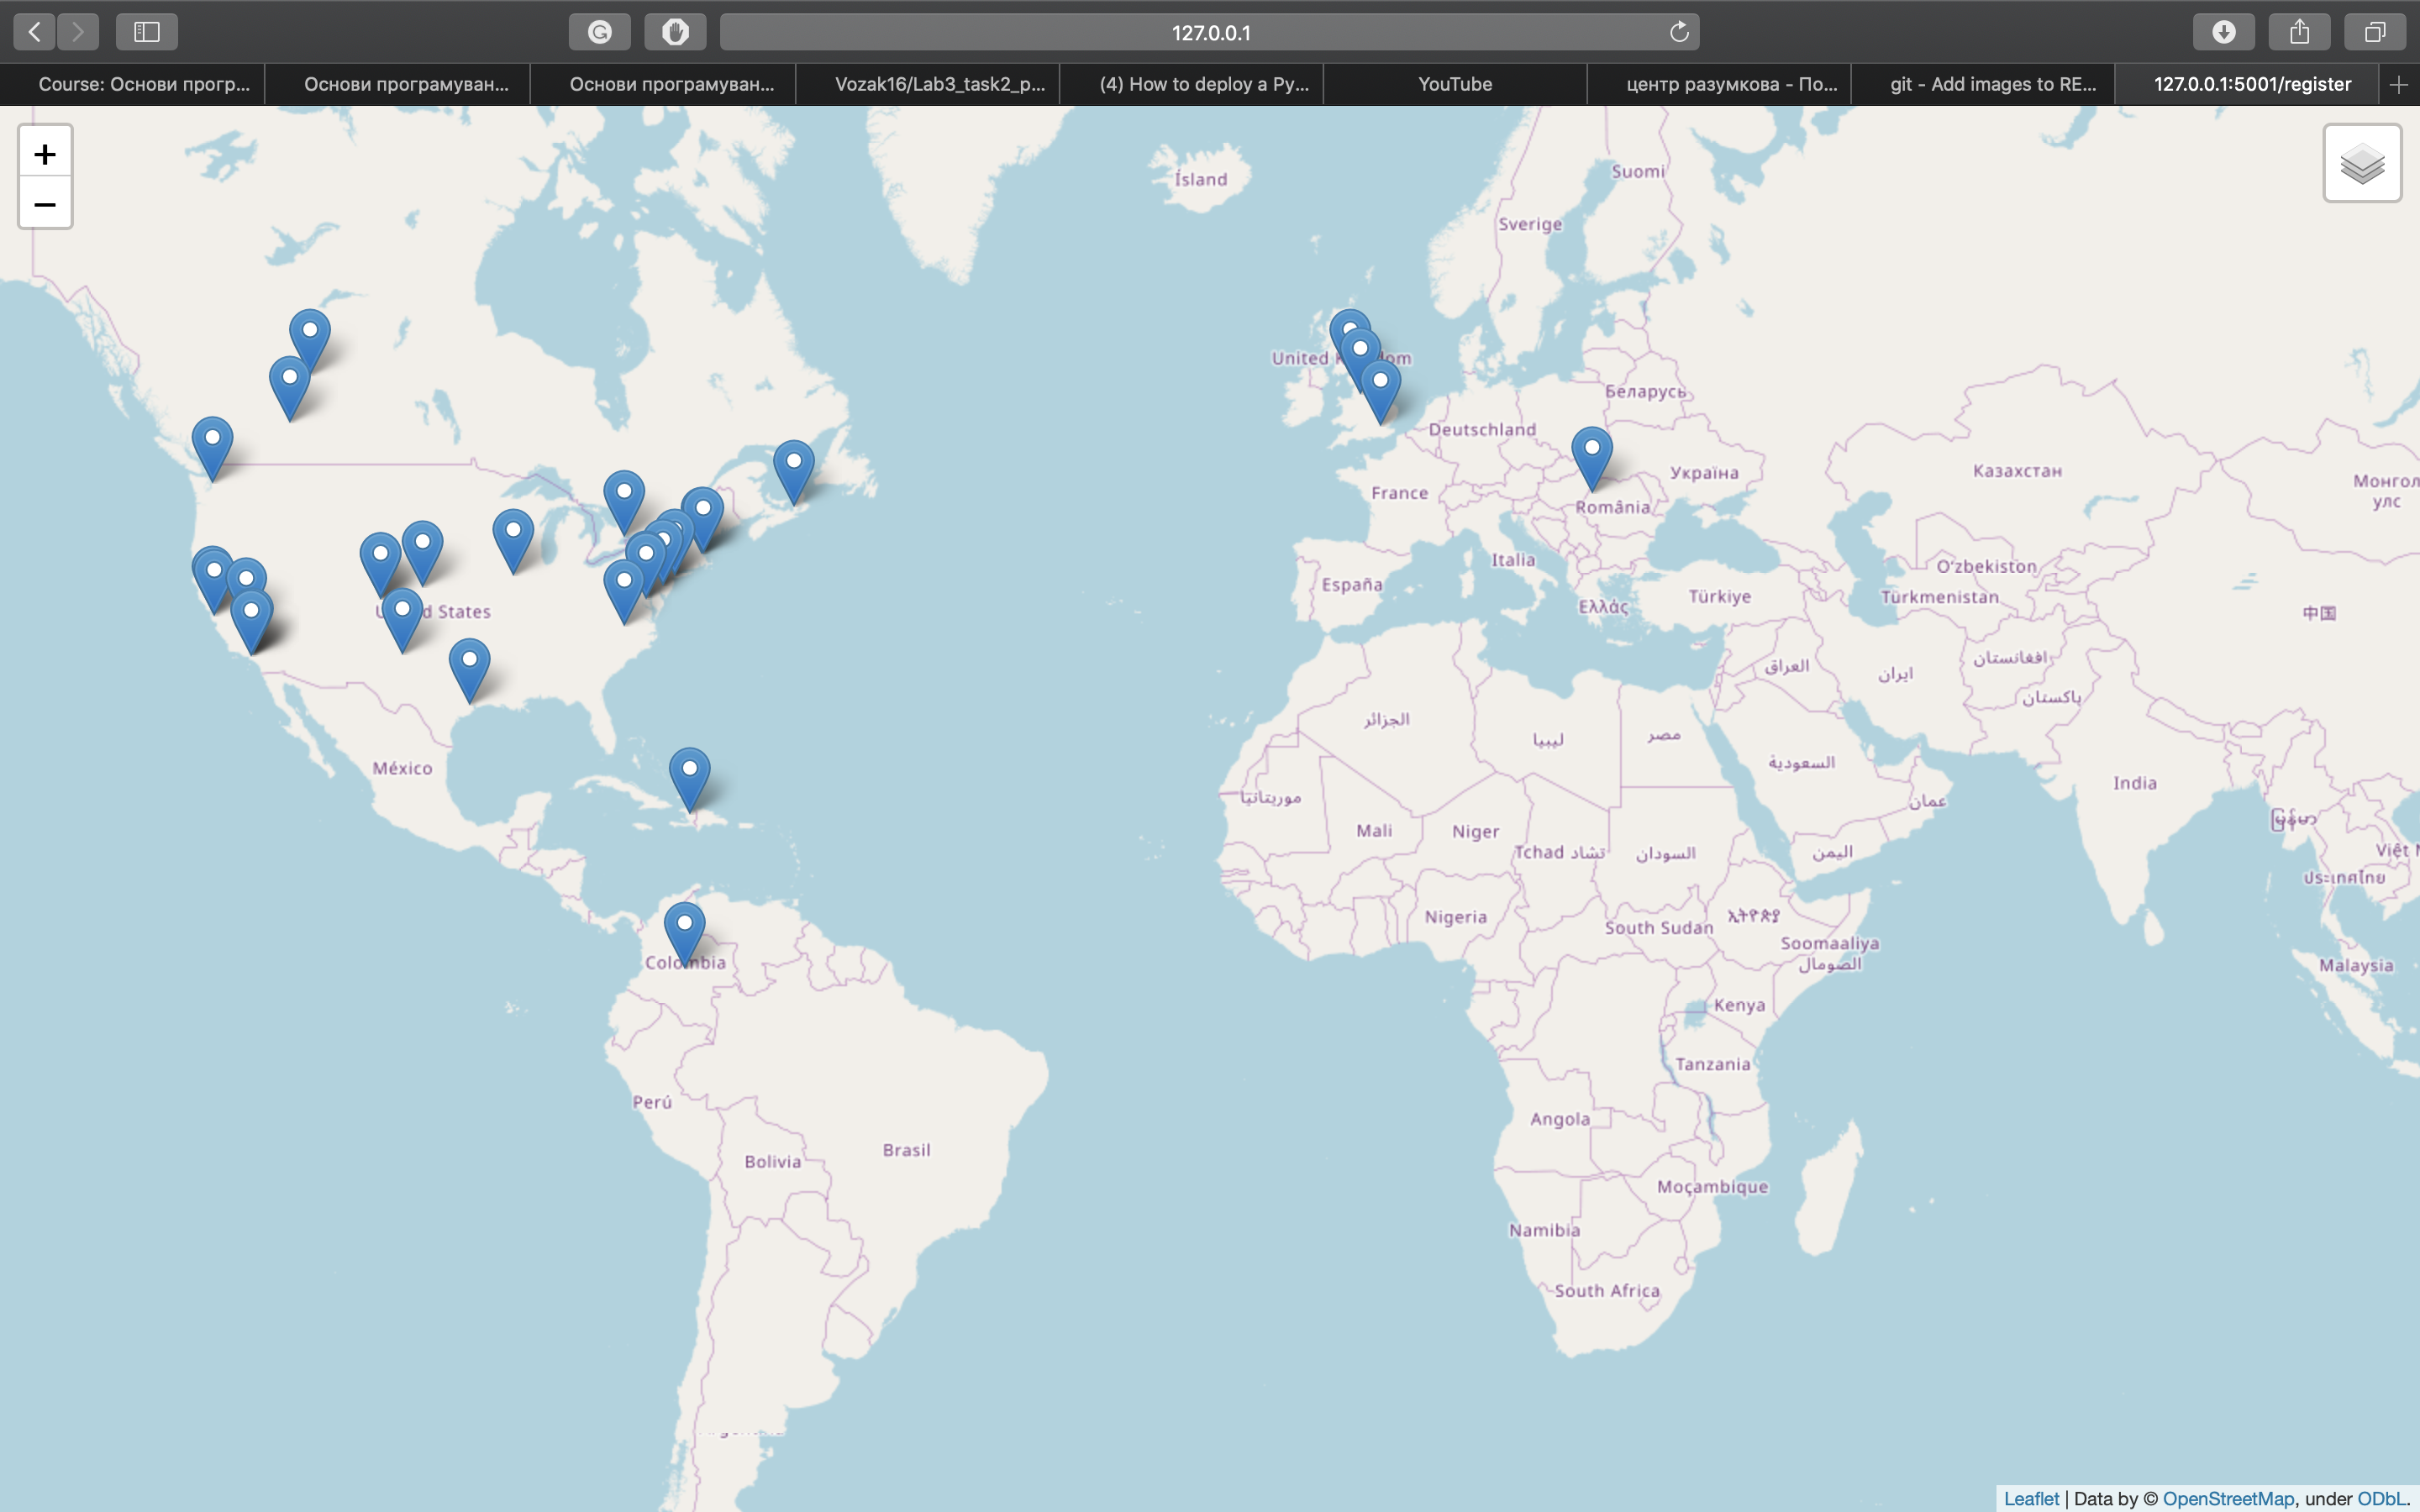 127.0.0.1
Course: Основи прогр...
Основи програмуван...
Основи програмуван...
Vozak16/Lab3_task2_p...
(4) How to deploy a Py...
YouTube
центр разумкова - По...
git - Add images to RE...
127.0.0.1:5001/register
+
−
Ísland
Suomi
Sverige
United
Беларусь
Deutschland
Україна
France
România
Казахстан
Монгол
улс
Italia
España
Ελλάς
Türkiye
Oʻzbekiston
Türkmenistan
中国
States
العراق
ايران
افغانستان
پاکستان
México
الجزائر
ليبيا
مصر
السعودية
عمان
India
موريتانيا
Mali
Niger
Tchad تشاد
السودان
اليمن
မြန်မာ
Việt N
ประเทศไทย
Nigeria
South Sudan
ኢትዮጵያ
Soomaaliya
الصومال
Malaysia
Colombia
Kenya
Tanzania
Perú
Angola
Brasil
Bolivia
Moçambique
Namibia
South Africa
Leaflet | Data by © OpenStreetMap, under ODbL.